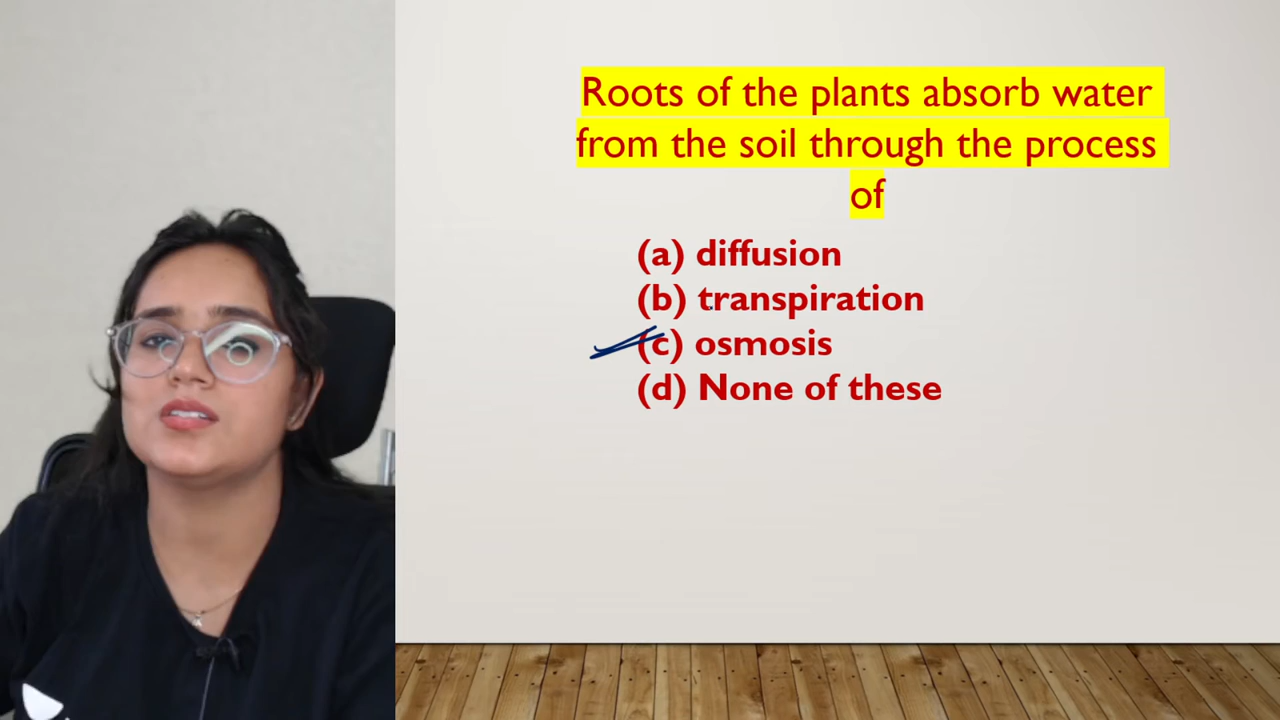 Roots of the plants absorb water
from the soil through the process
of
(a) diffusion
(b) transpiration
(c) osmosis
(d) None of these